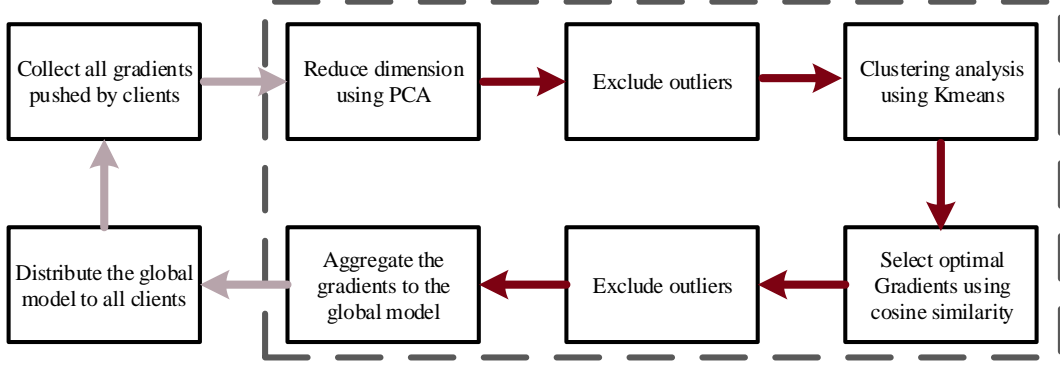 Collect all gradients
pushed by clients
Reduce dimension
using PCA
Exclude outliers
Clustering analysis
using Kmeans
Distribute the global
model to all clients
Aggregate the
gradients to the
global model
Exclude outliers
Select optimal
Gradients using
cosine similarity